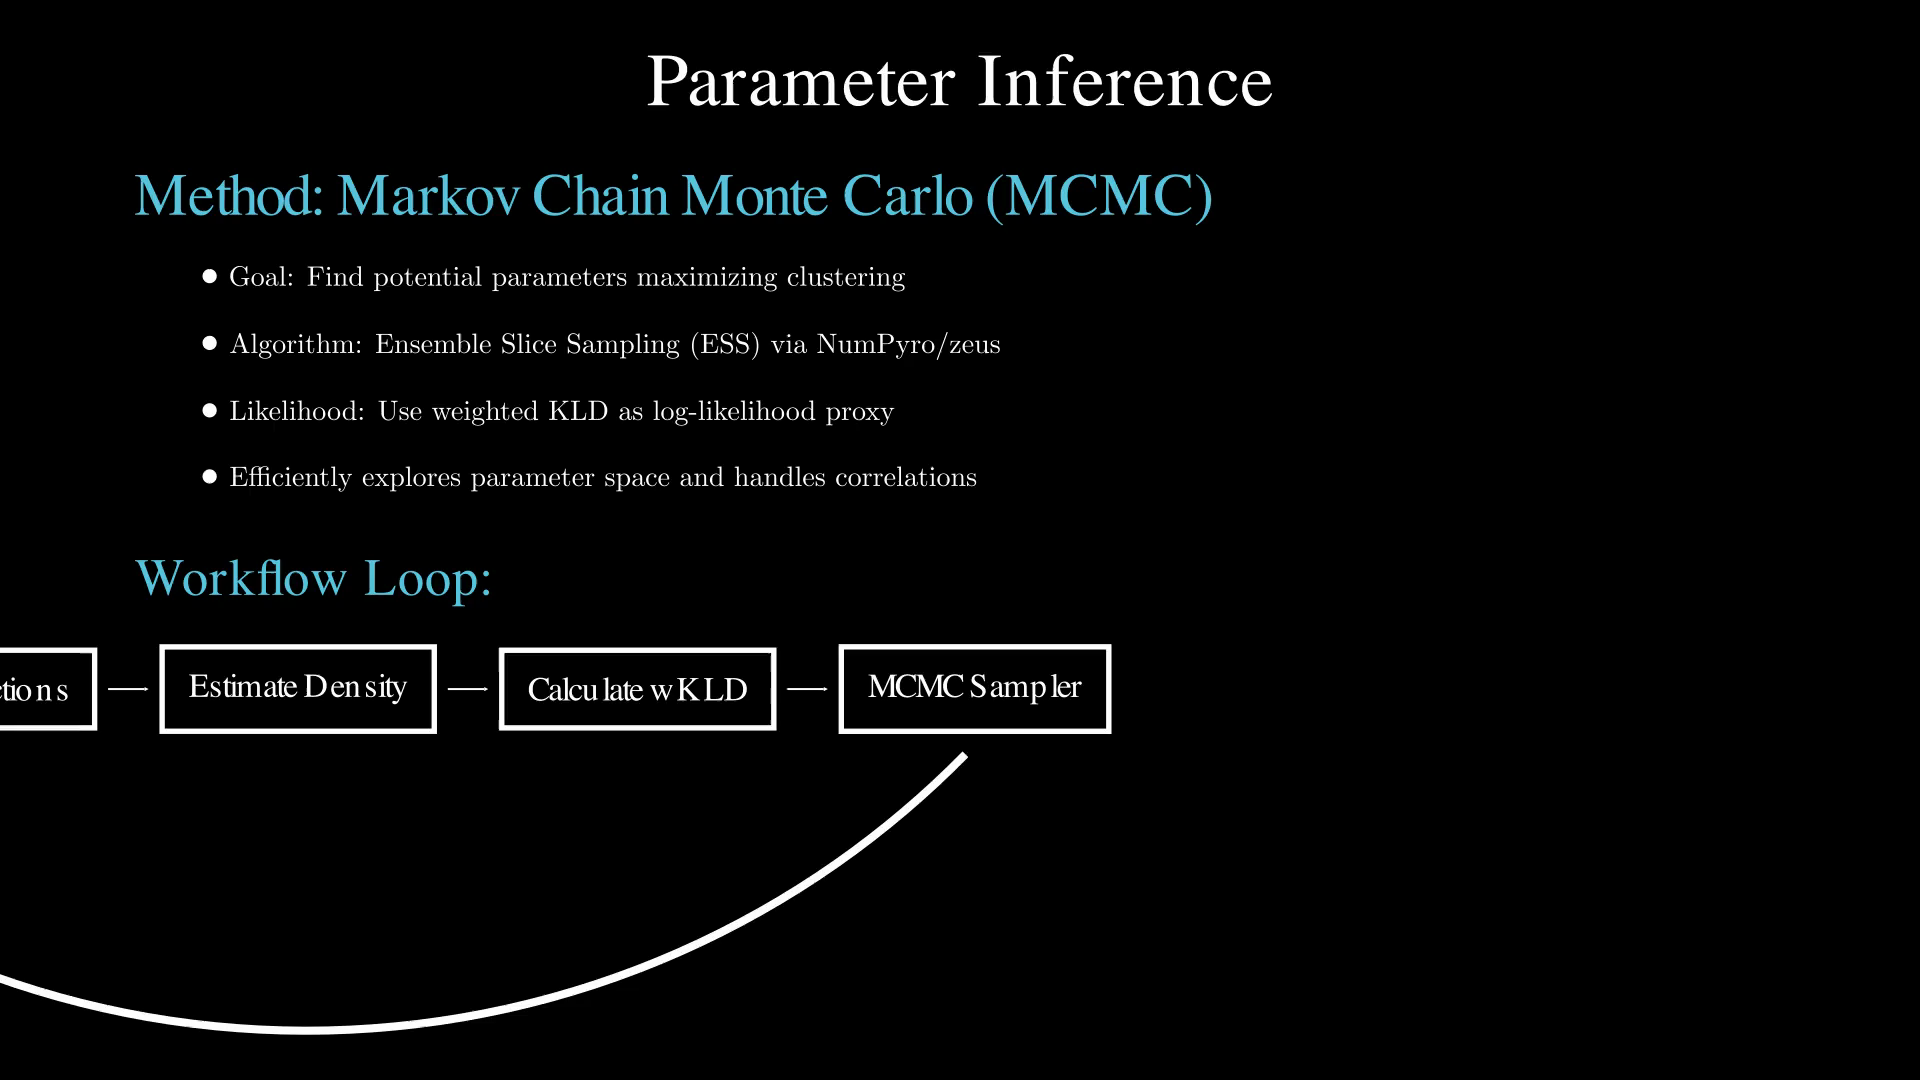 Parameter Inference
Method: Markov Chain Monte Carlo (MCMC)
● Goal: Find potential parameters maximizing clustering
● Algorithm: Ensemble Slice Sampling (ESS) via NumPyro/zeus
● Likelihood: Use weighted KLD as log-likelihood proxy
● Efficiently explores parameter space and handles correlations
Workflow Loop:
Estimate Density
Calculate wKLD
MCMC Sampler